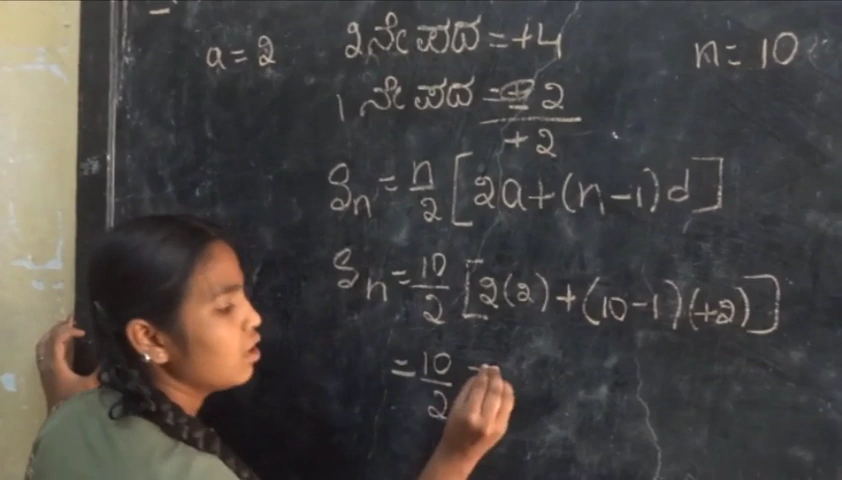 a = 2 2ನೇ ಪದ = +4 n = 10
1 ನೇ ಪದ = ± 2
+ 2
Sn = n/2 [2a + (n - 1) d]
Sn = 10/2 [2(2) + (10 - 1) (+2)]
= 10/2